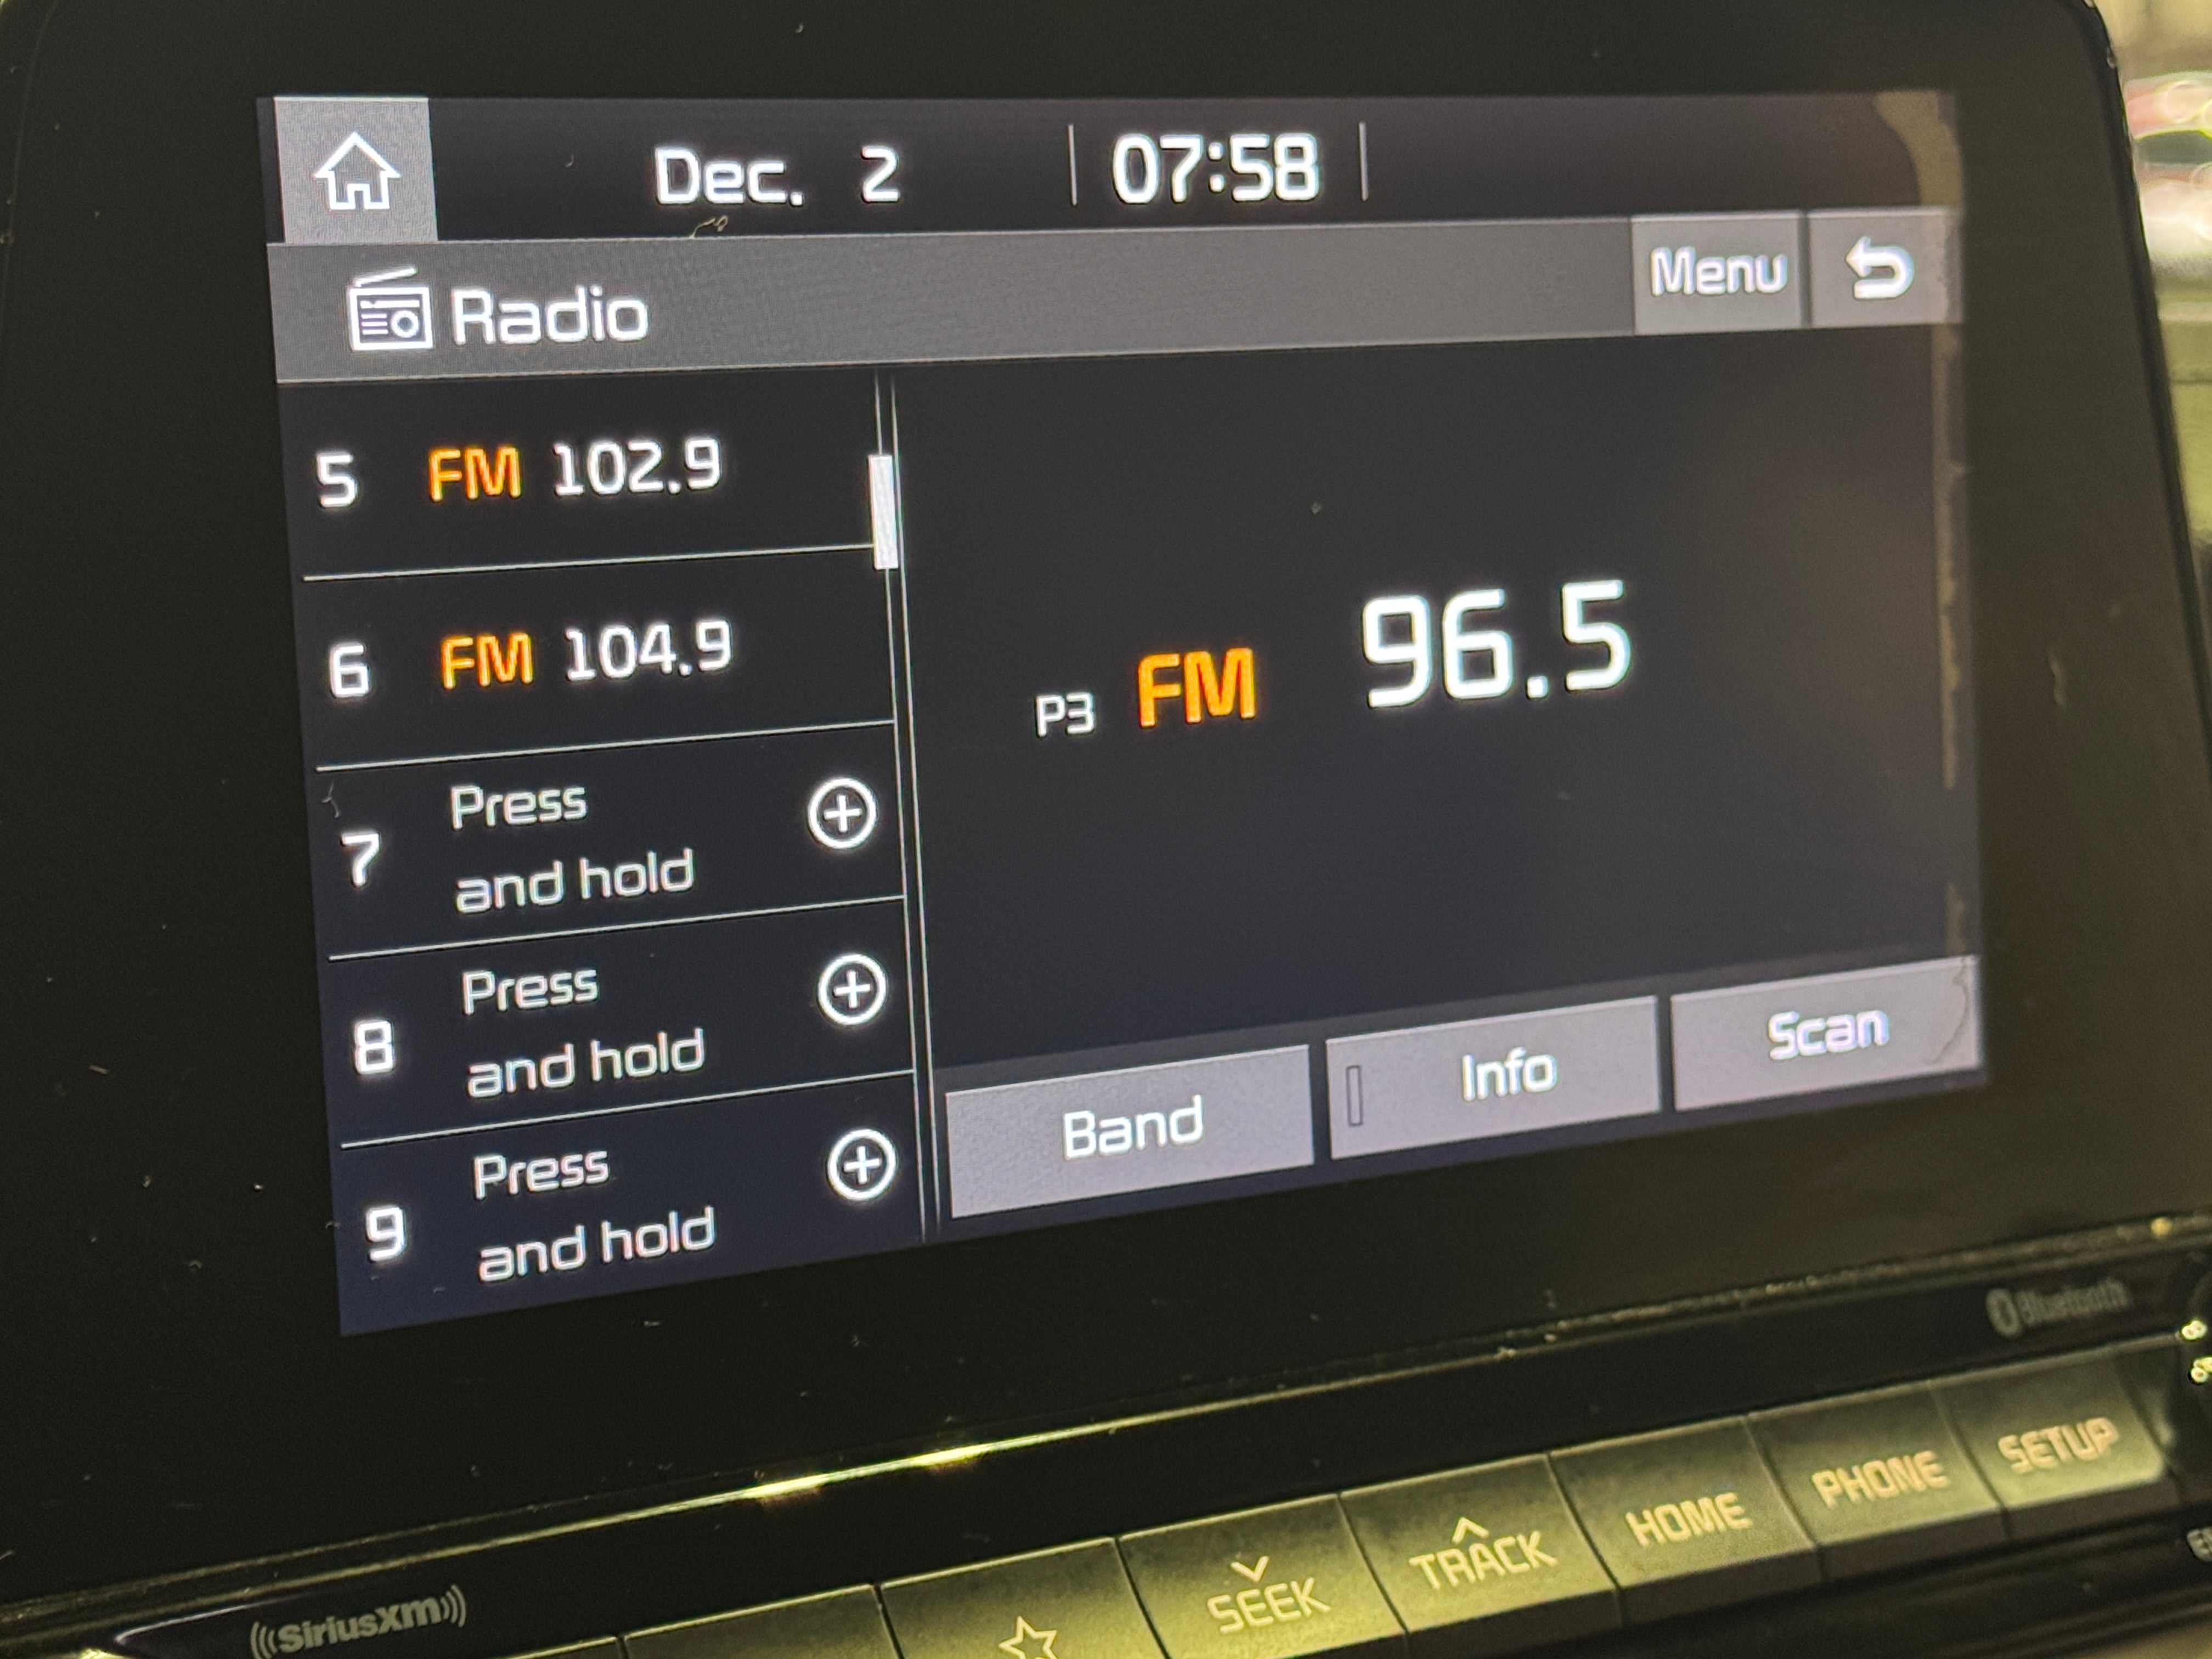 Dec. 2 07:58
Radio
Menu
5 FM 102.9
6 FM 104.9
7 Press
and hold
8 Press
and hold
9 Press
and hold
P3 FM 96.5
Band Info Scan
Bluetooth
SiriusXM
SEEK TRACK HOME PHONE SETUP